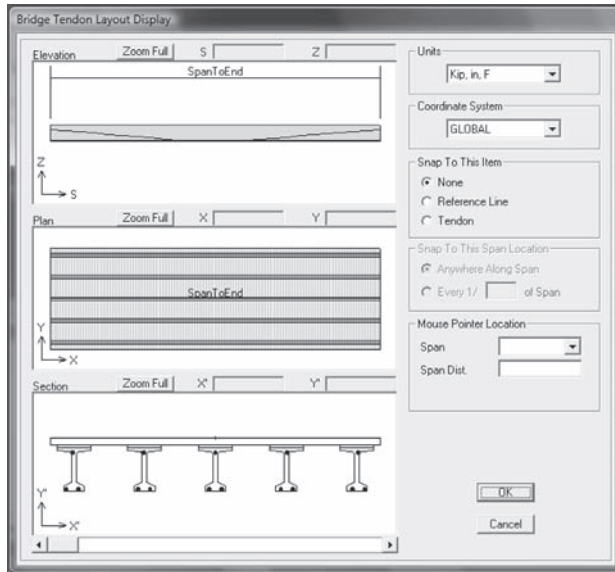 Bridge Tendon Layout Display
Elevation
Zoom Full
S
Z
SpanToEnd
Z
S
Plan
Zoom Full
X
Y
SpanToEnd
Y
X
Section
Zoom Full
X'
Y'
Y'
X'
Units
Kip, in, F
Coordinate System
GLOBAL
Snap To This Item
None
Reference Line
Tendon
Snap To This Span Location
Anywhere Along Span
Every 1/ of Span
Mouse Pointer Location
Span
Span Dist.
OK
Cancel